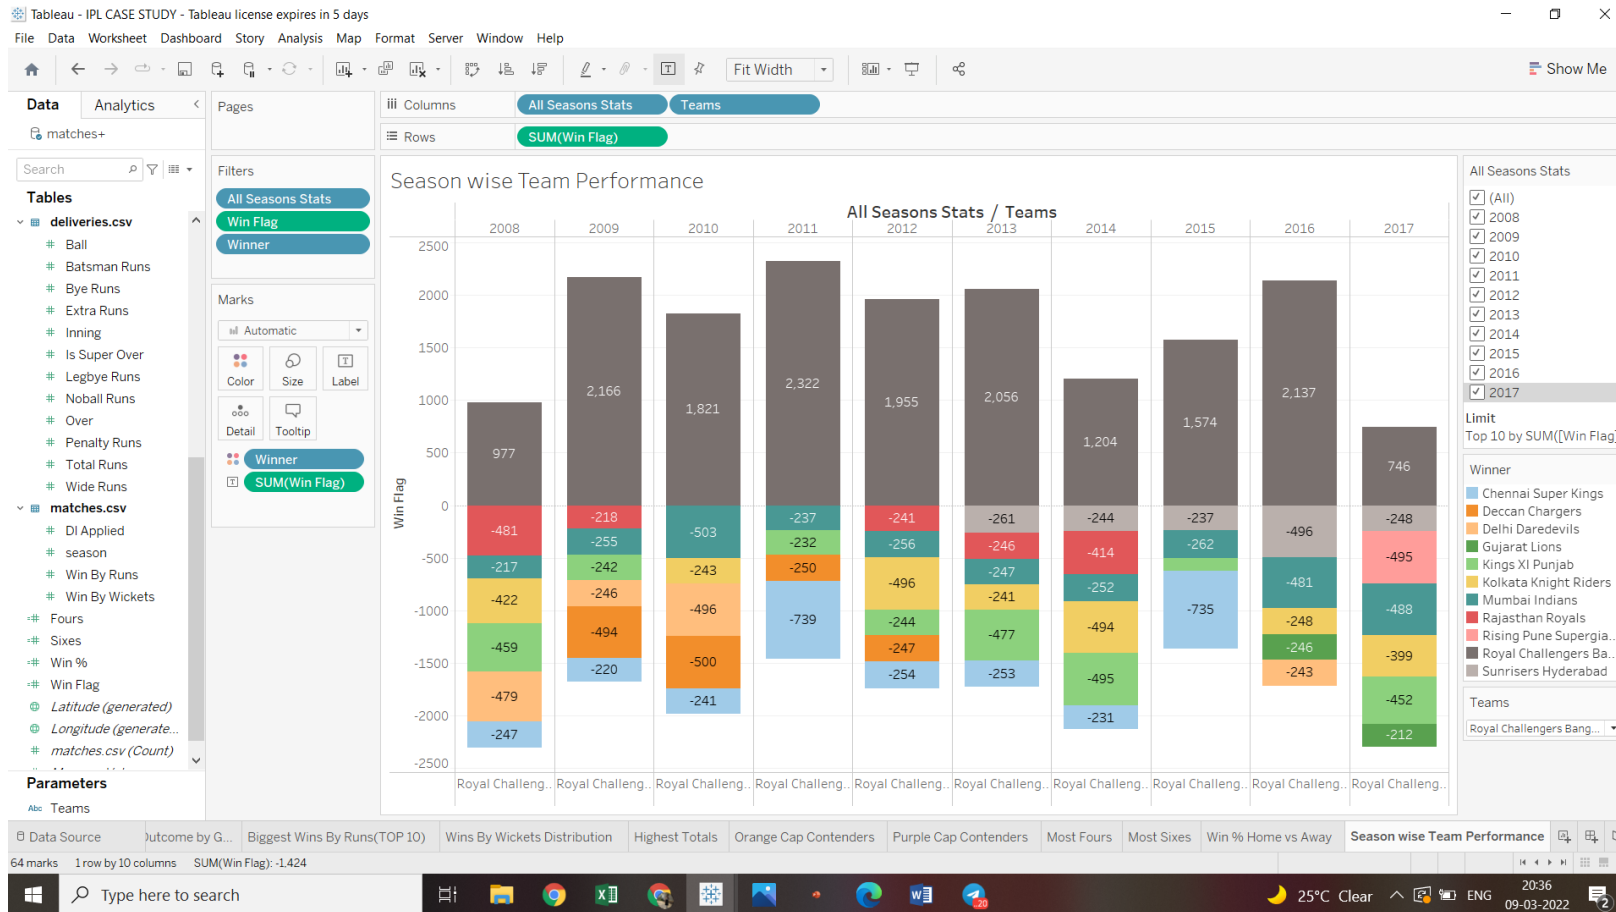 Tableau - IPL CASE STUDY - Tableau license expires in 5 days
File Data Worksheet Dashboard Story Analysis Map Format Server Window Help
Fit Width
Show Me
Data Analytics
matches+
Search
Tables
deliveries.csv
Ball
Batsman Runs
Bye Runs
Extra Runs
Inning
Is Super Over
Legbye Runs
Noball Runs
Over
Penalty Runs
Total Runs
Wide Runs
matches.csv
Dl Applied
season
Win By Runs
Win By Wickets
Fours
Sixes
Win %
Win Flag
Latitude (generated)
Longitude (generate...
matches.csv (Count)
Parameters
Abc Teams
Pages
Filters
All Seasons Stats
Win Flag
Winner
Marks
Automatic
Color Size Label
Detail Tooltip
Winner
SUM(Win Flag)
Columns All Seasons Stats Teams
Rows SUM(Win Flag)
Season wise Team Performance
All Seasons Stats / Teams
2008 2009 2010 2011 2012 2013 2014 2015 2016 2017
Win Flag
2500
2000
1500
1000
500
0
-500
-1000
-1500
-2000
-2500
977 -481 -217 -422 -459 -479 -247
2,166 -218 -255 -242 -246 -494 -220
1,821 -503 -243 -496 -500 -241
2,322 -237 -232 -250 -739
1,955 -241 -256 -496 -244 -247 -254
2,056 -261 -246 -247 -241 -477 -253
1,204 -244 -414 -252 -494 -495 -231
1,574 -237 -262 -735
2,137 -496 -481 -248 -246 -243
746 -248 -495 -488 -399 -452 -212
Royal Challeng.. Royal Challeng.. Royal Challeng.. Royal Challeng.. Royal Challeng.. Royal Challeng.. Royal Challeng.. Royal Challeng.. Royal Challeng.. Royal Challeng..
All Seasons Stats
(All)
2008
2009
2010
2011
2012
2013
2014
2015
2016
2017
Limit
Top 10 by SUM([Win Flag]
Winner
Chennai Super Kings
Deccan Chargers
Delhi Daredevils
Gujarat Lions
Kings XI Punjab
Kolkata Knight Riders
Mumbai Indians
Rajasthan Royals
Rising Pune Supergia..
Royal Challengers Ba..
Sunrisers Hyderabad
Teams
Royal Challengers Bang...
Data Source Outcome by G... Biggest Wins By Runs(TOP 10) Wins By Wickets Distribution Highest Totals Orange Cap Contenders Purple Cap Contenders Most Fours Most Sixes Win % Home vs Away Season wise Team Performance
64 marks 1 row by 10 columns SUM(Win Flag): -1,424
Type here to search
20
25°C Clear
ENG
20:36
09-03-2022
2